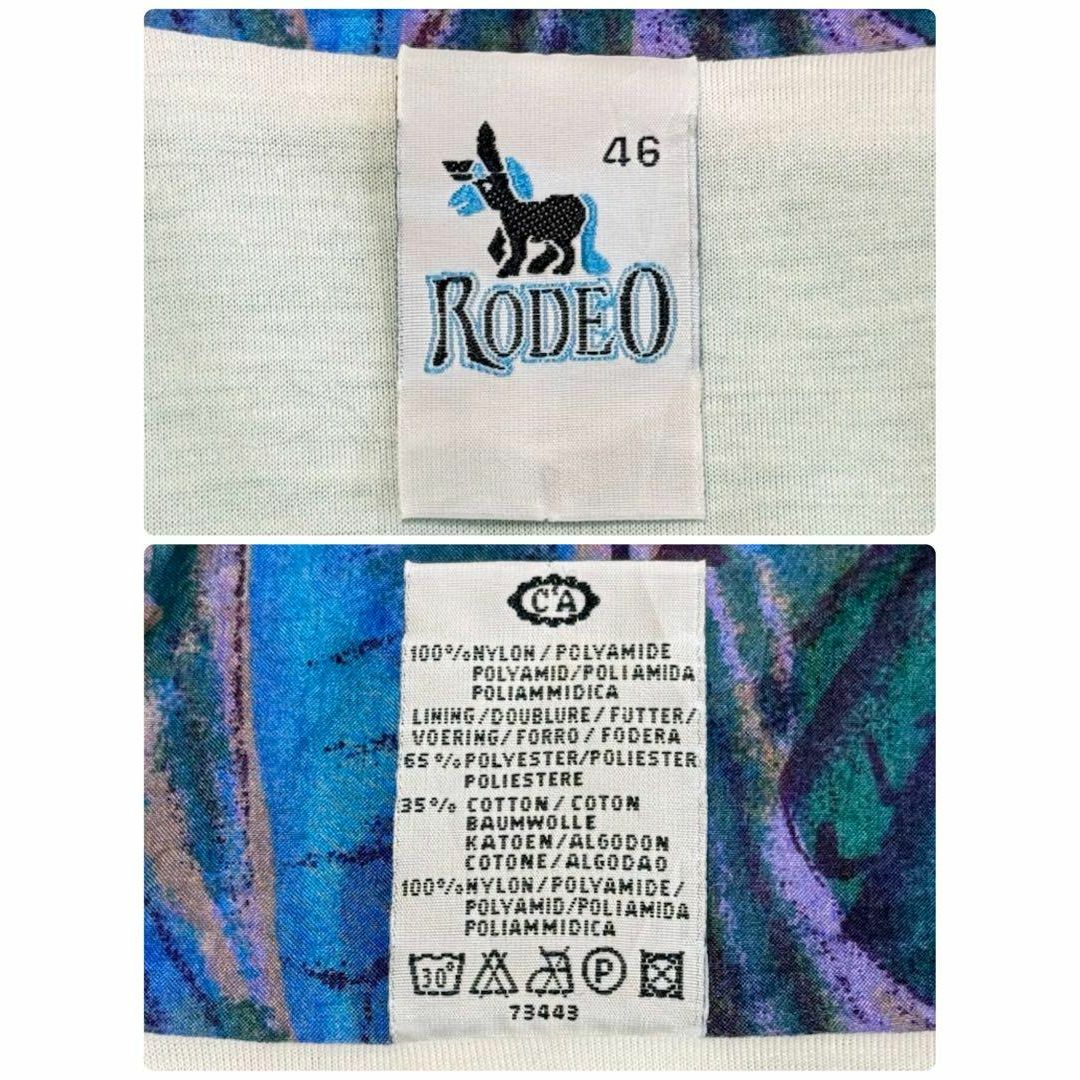 46
RODEO
C&A
100% NYLON/POLYAMIDE
POLYAMID/POLIAMIDA
POLIAMMIDICA
LINING/DOUBLURE/FUTTER/
VOERING/FORRO/FODERA
65% POLYESTER/POLIESTER
POLIESTERE
35% COTTON/COTON
BAUMWOLLE
KATOEN/ALGODON
COTONE/ALGODAO
100% NYLON/POLYAMIDE/
POLYAMID/POLIAMIDA
POLIAMMIDICA
30° P
73443